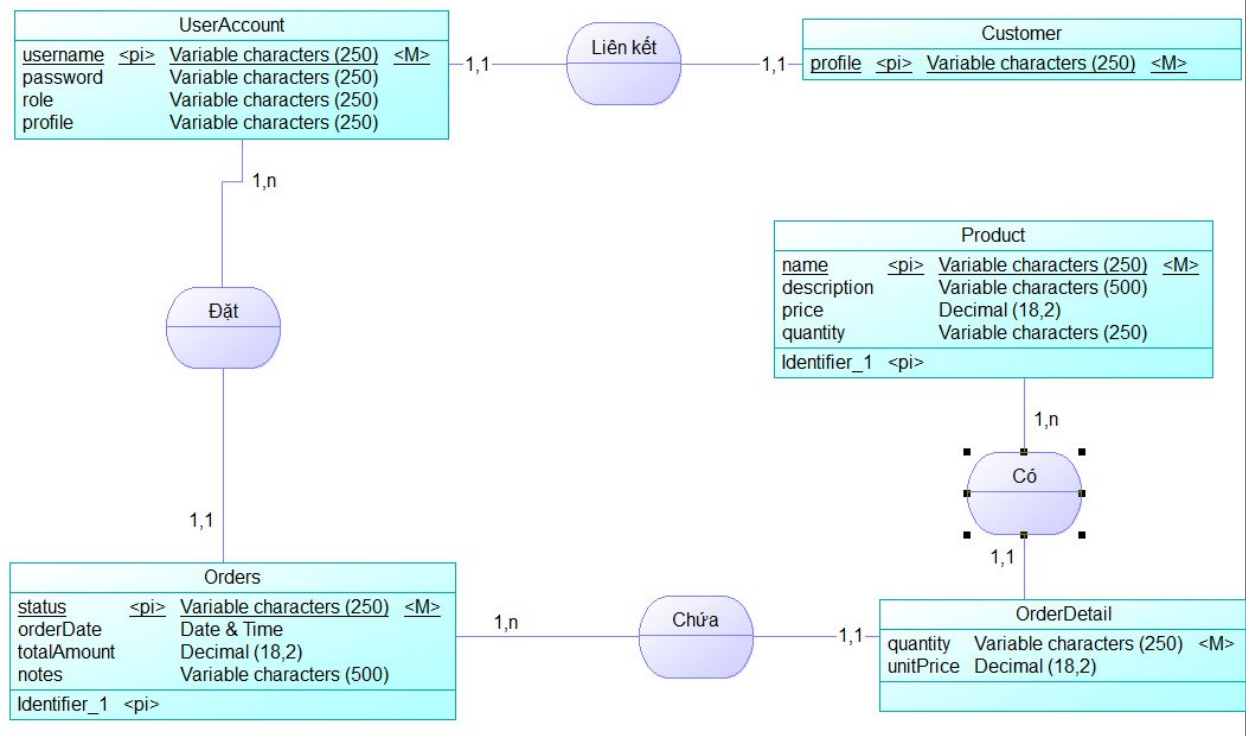 UserAccount
username <pi> Variable characters (250) <M>
password Variable characters (250)
role Variable characters (250)
profile Variable characters (250)
1,1
Liên kết
1,1
Customer
profile <pi> Variable characters (250) <M>
1,n
Đặt
1,1
Product
name <pi> Variable characters (250) <M>
description Variable characters (500)
price Decimal (18,2)
quantity Variable characters (250)
Identifier_1 <pi>
1,n
Có
1,1
Orders
status <pi> Variable characters (250) <M>
orderDate Date & Time
totalAmount Decimal (18,2)
notes Variable characters (500)
Identifier_1 <pi>
1,n
Chứa
1,1
OrderDetail
quantity Variable characters (250) <M>
unitPrice Decimal (18,2)